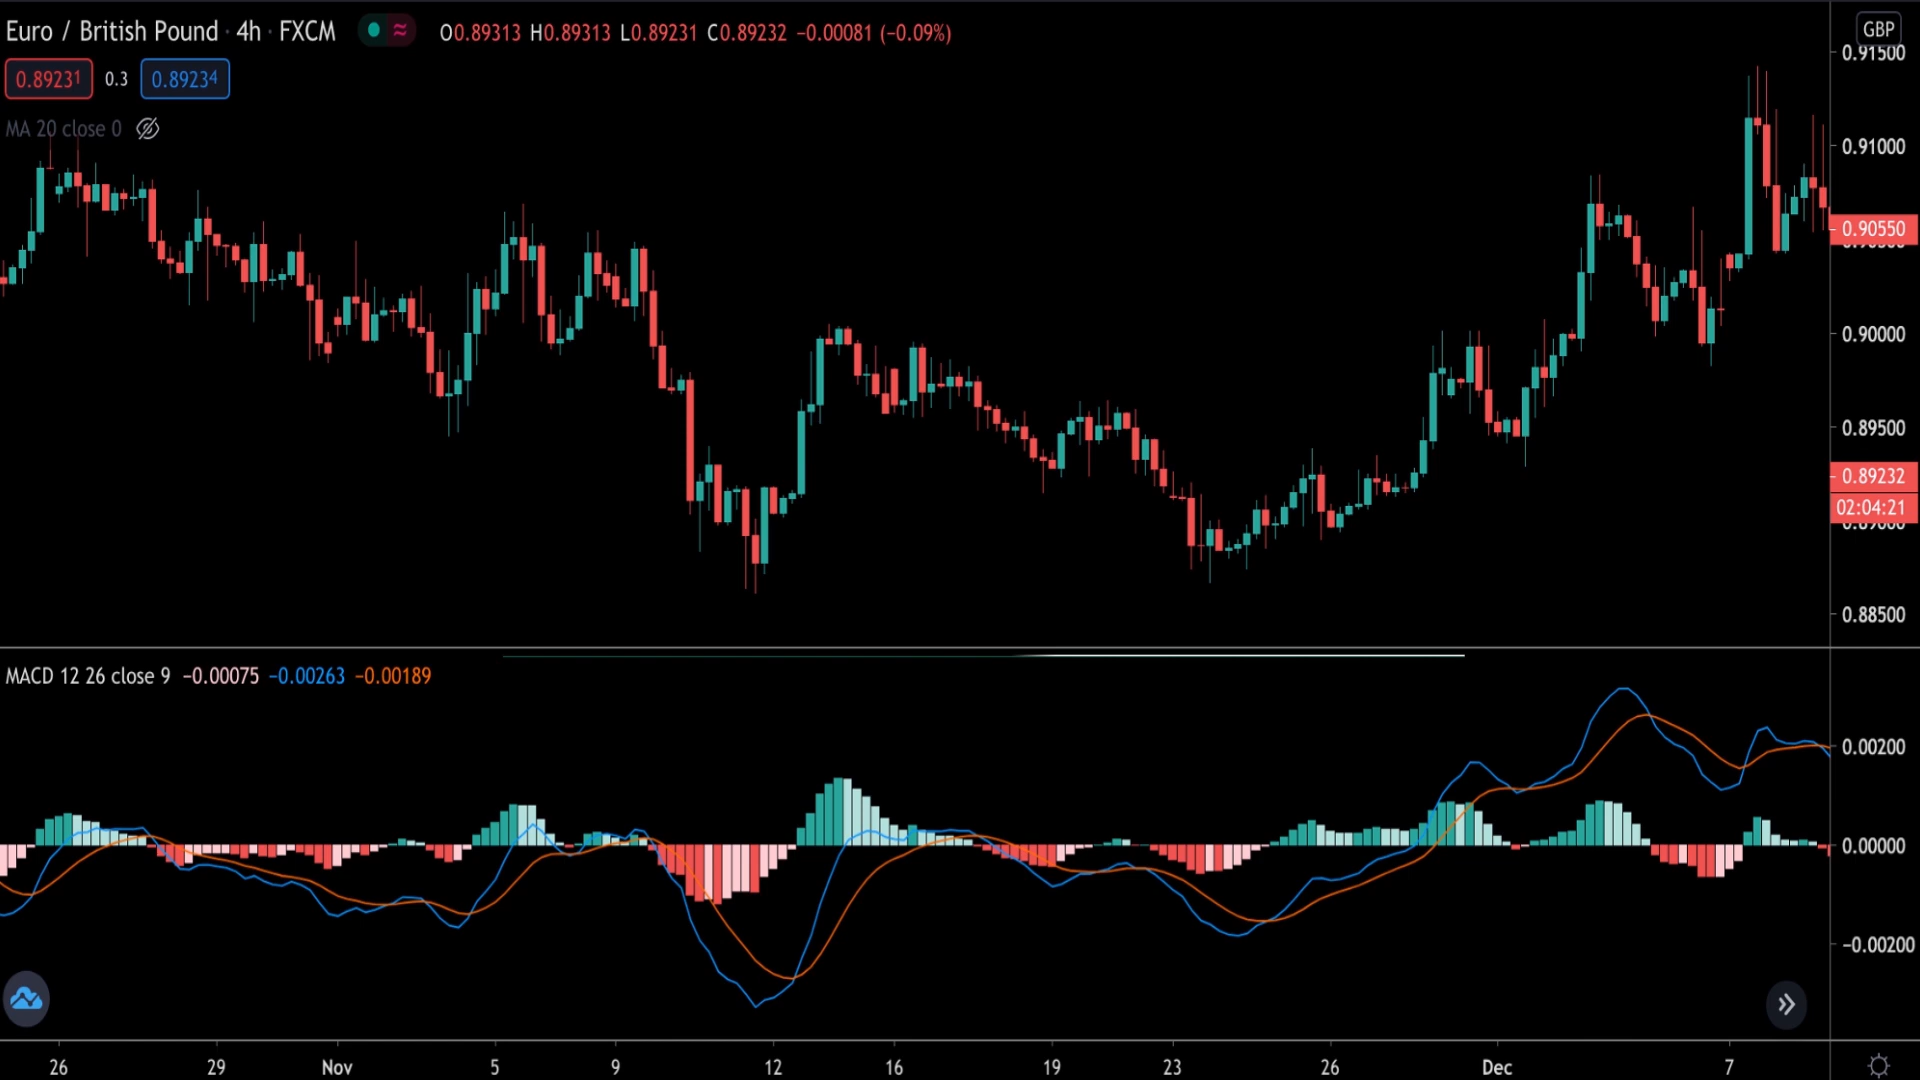 Euro / British Pound · 4h · FXCM O0.89313 H0.89313 L0.89231 C0.89232 −0.00081 (−0.09%)
GBP
0.89231 0.3 0.89234
MA 20 close 0
0.91500
0.91000
0.90550
0.90000
0.89500
0.89232
02:04:21
0.88500
MACD 12 26 close 9 −0.00075 −0.00263 −0.00189
0.00200
0.00000
−0.00200
26 29 Nov 5 9 12 16 19 23 26 Dec 7